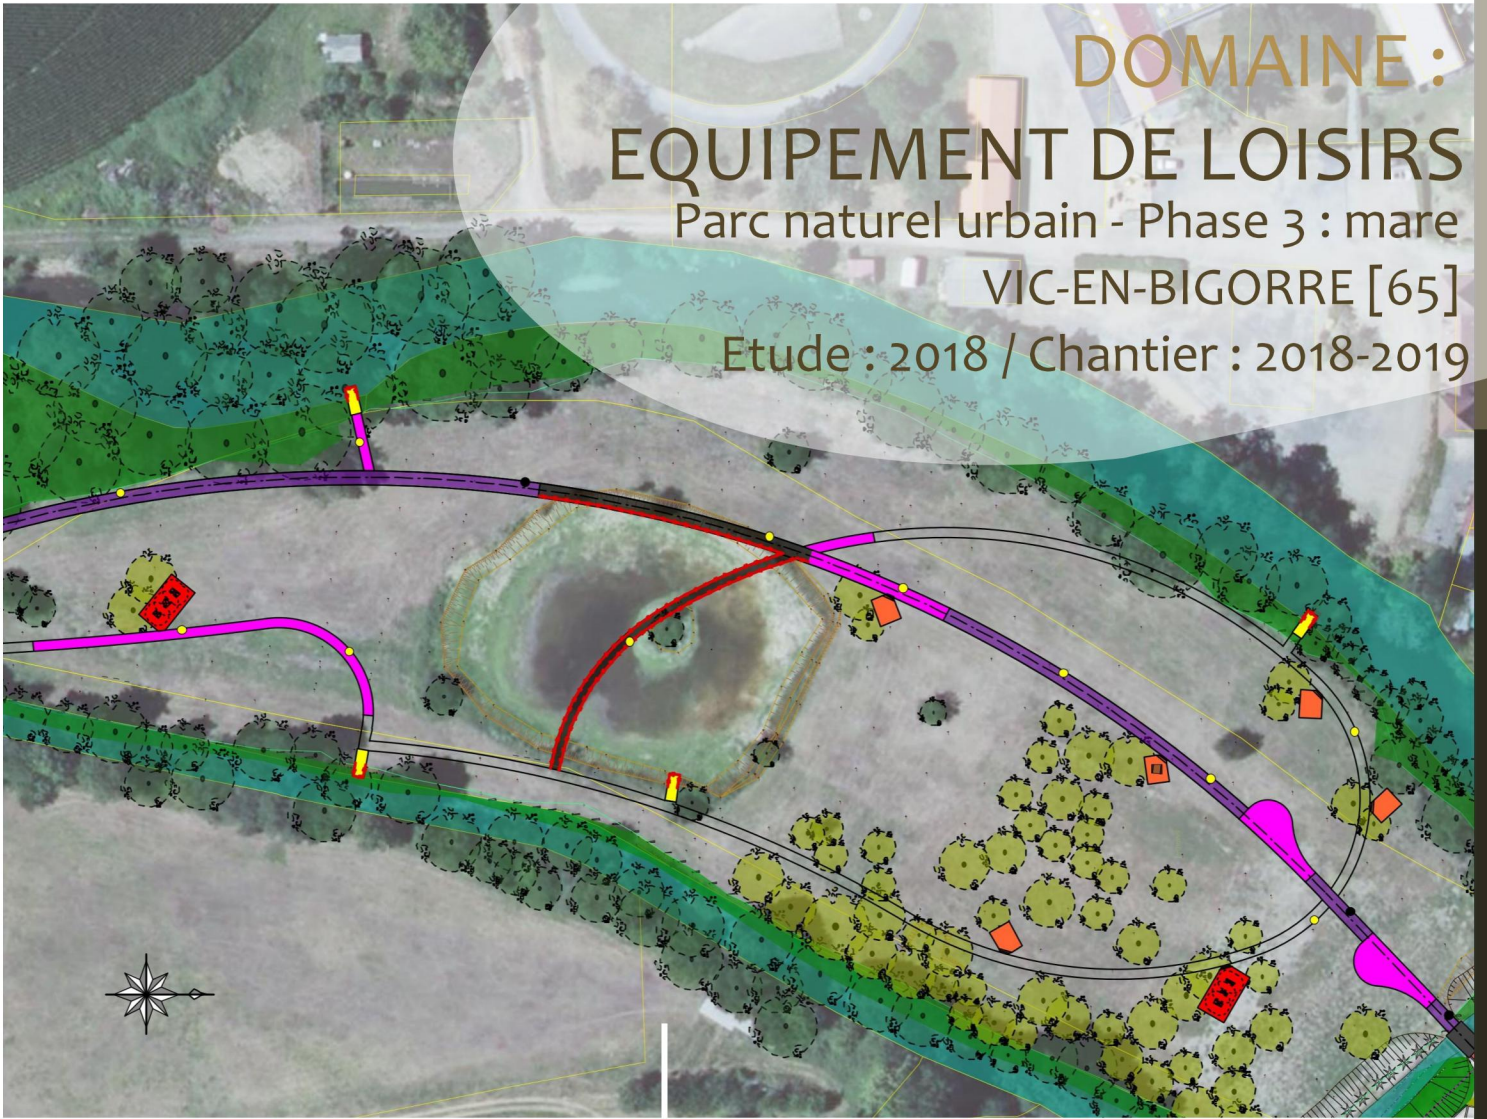 DOMAINE :
EQUIPEMENT DE LOISIRS
Parc naturel urbain - Phase 3 : mare
VIC-EN-BIGORRE [65]
Etude : 2018 / Chantier : 2018-2019